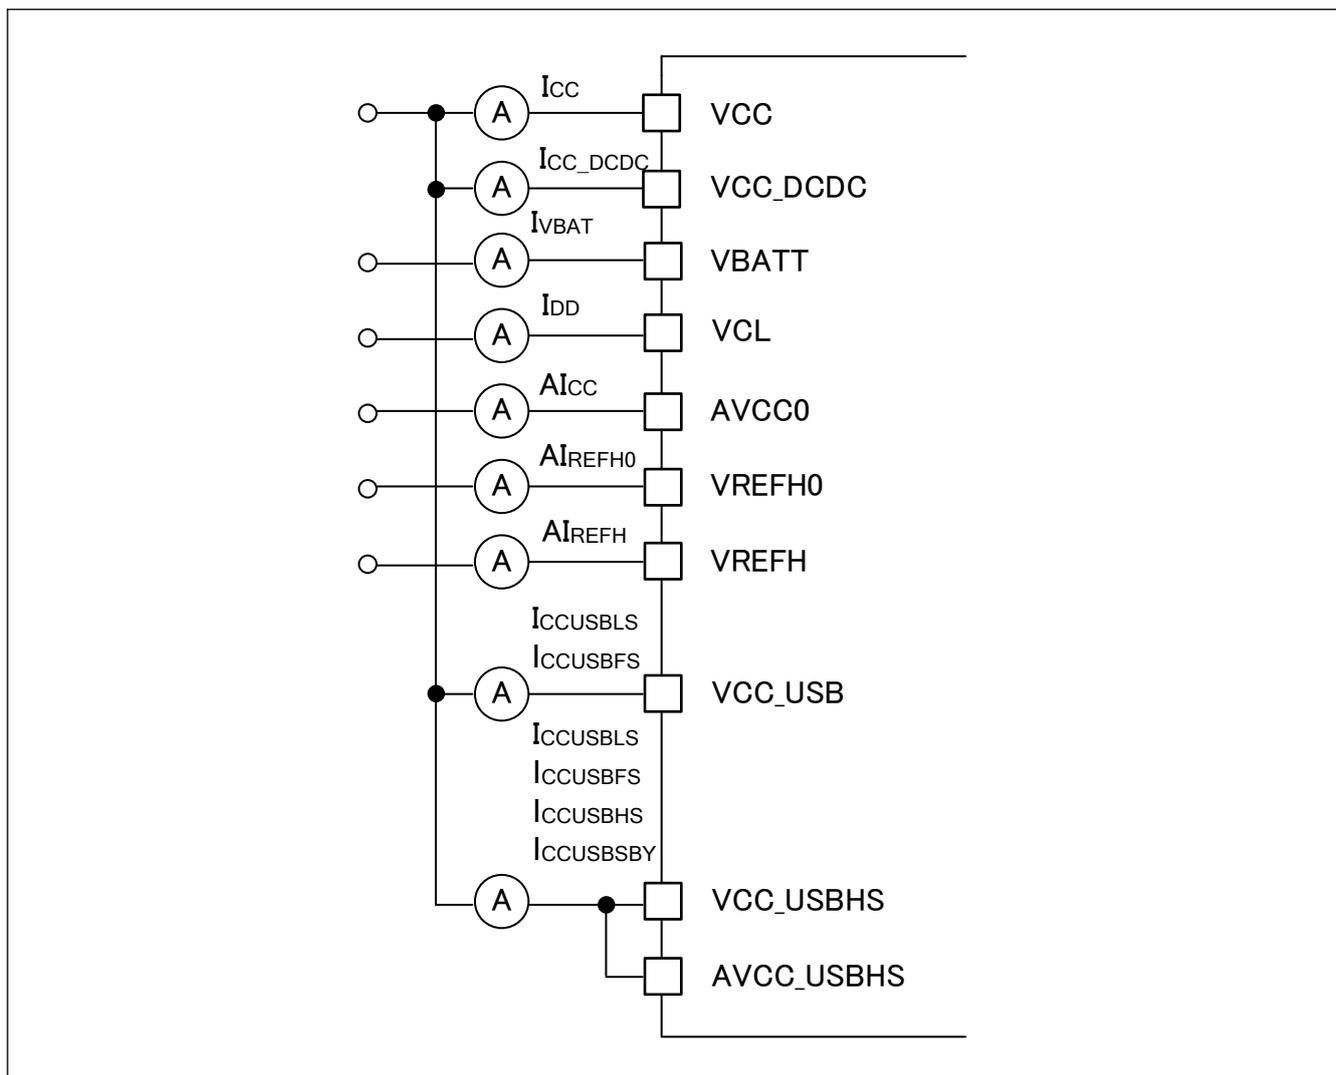 A ICC VCC
A ICC_DCDC VCC_DCDC
A IVBAT VBATT
A IDD VCL
A AICC AVCC0
A AIREFH0 VREFH0
A AIREFH VREFH
ICCUSBLS
ICCUSBFS
A VCC_USB
ICCUSBLS
ICCUSBFS
ICCUSBHS
ICCUSBSBY
A VCC_USBHS
AVCC_USBHS